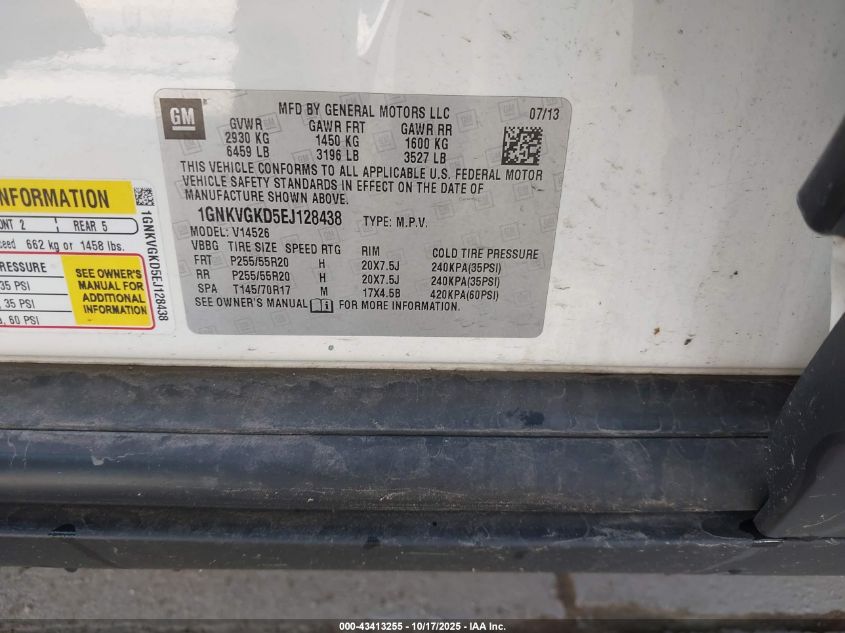 GM
MFD BY GENERAL MOTORS LLC 07/13
GVWR GAWR FRT GAWR RR
2930 KG 1450 KG 1600 KG
6459 LB 3196 LB 3527 LB
THIS VEHICLE CONFORMS TO ALL APPLICABLE U.S. FEDERAL MOTOR
VEHICLE SAFETY STANDARDS IN EFFECT ON THE DATE OF
MANUFACTURE SHOWN ABOVE.
1GNKVGKD5EJ128438 TYPE: M.P.V.
MODEL: V14526
VBBG TIRE SIZE SPEED RTG RIM COLD TIRE PRESSURE
FRT P255/55R20 H 20X7.5J 240KPA(35PSI)
RR P255/55R20 H 20X7.5J 240KPA(35PSI)
SPA T145/70R17 M 17X4.5B 420KPA(60PSI)
SEE OWNER'S MANUAL FOR MORE INFORMATION.
INFORMATION
2 REAR 5
662 kg or 1458 lbs.
PRESSURE
35 PSI
, 35 PSI
, 60 PSI
SEE OWNER'S
MANUAL FOR
ADDITIONAL
INFORMATION
1GNKVGKD5EJ128438
000-43413255 - 10/17/2025 - IAA Inc.